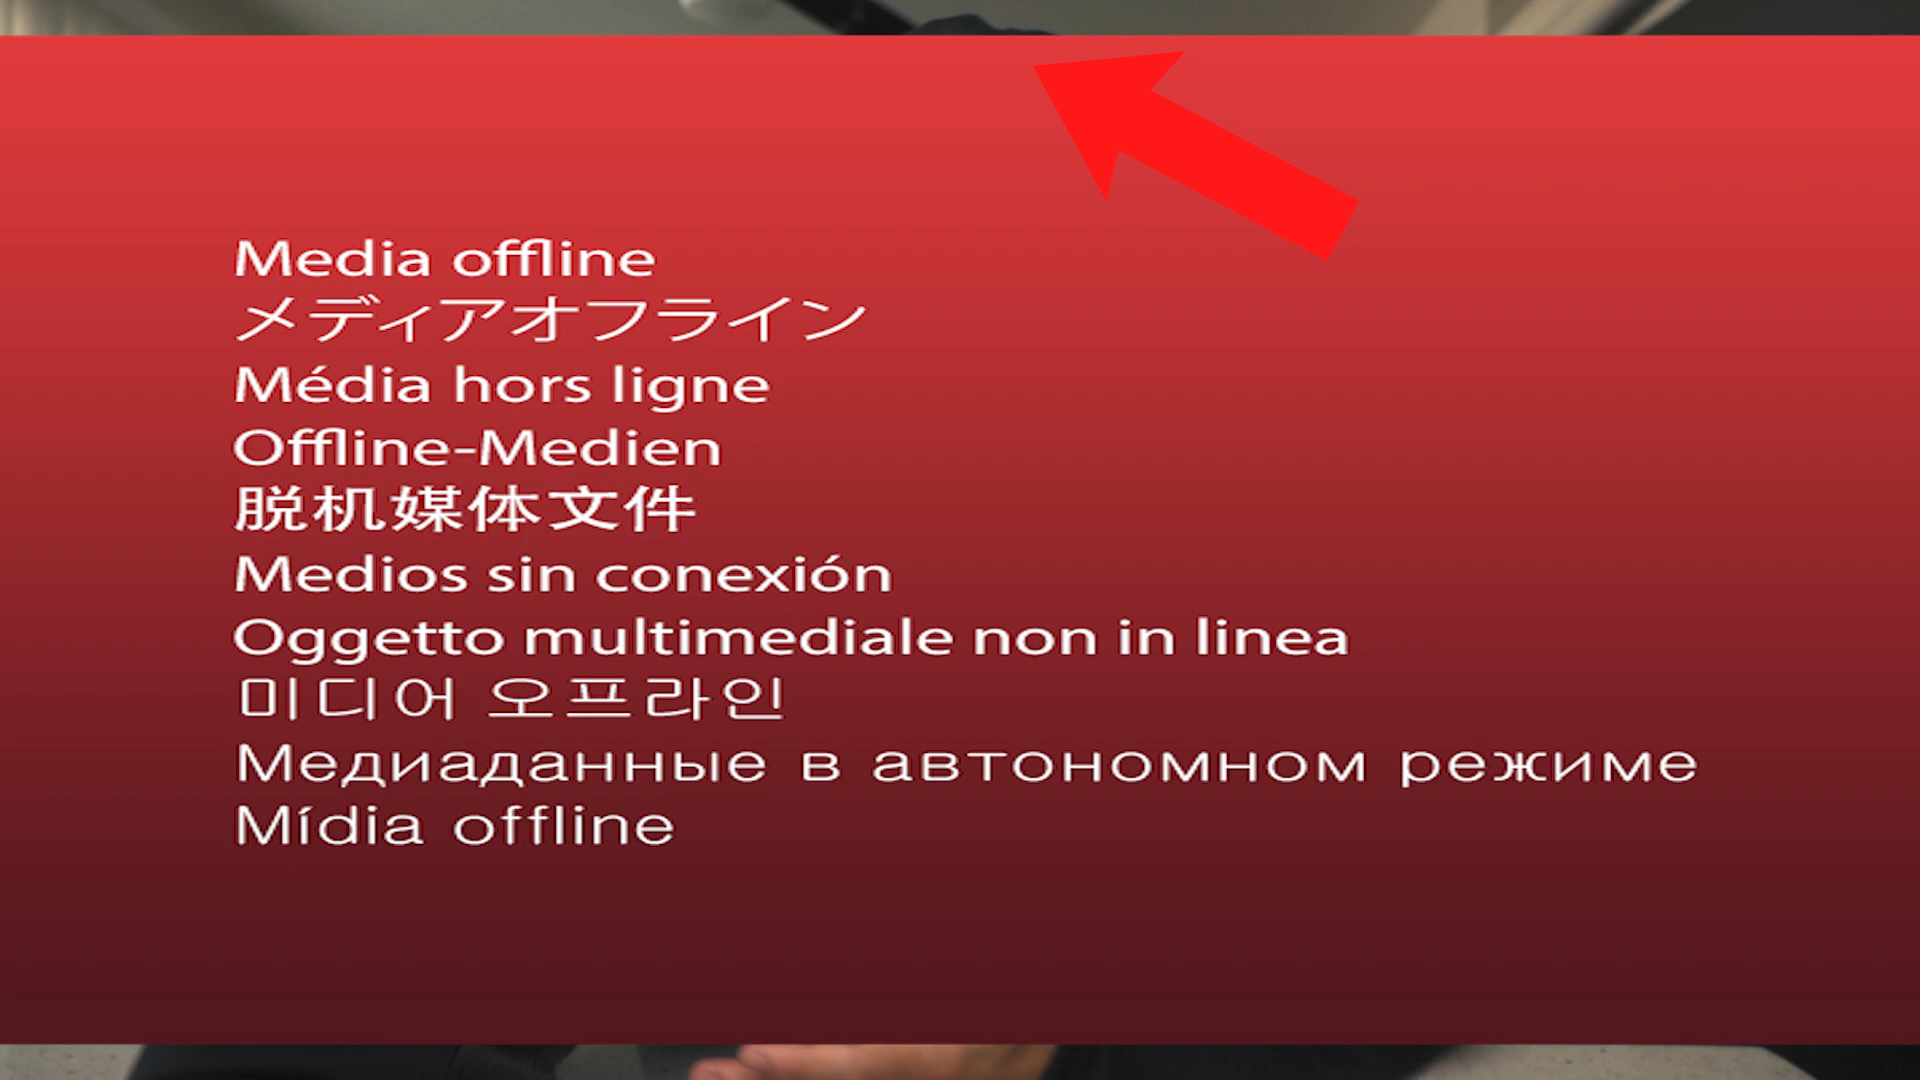 Media offline
メディアオフライン
Média hors ligne
Offline-Medien
脱机媒体文件
Medios sin conexión
Oggetto multimediale non in linea
미디어 오프라인
Медиаданные в автономном режиме
Mídia offline